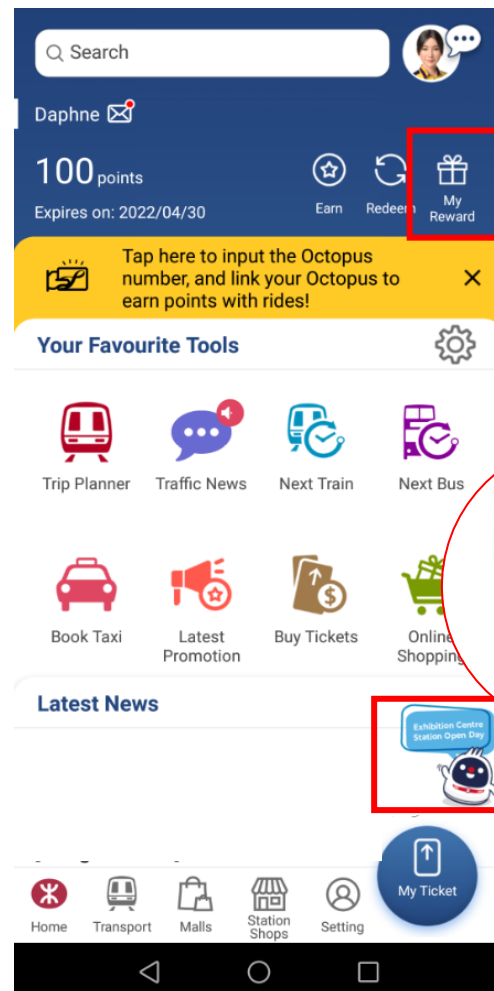 Search
Daphne
100 points
Expires on: 2022/04/30
Earn
Redeem
My
Reward
Tap here to input the Octopus
number, and link your Octopus to
earn points with rides!
Your Favourite Tools
Trip Planner
Traffic News
Next Train
Next Bus
Book Taxi
Latest
Promotion
Buy Tickets
Online
Shopping
Latest News
Exhibition Centre
Station Open Day
My Ticket
Home
Transport
Malls
Station
Shops
Setting